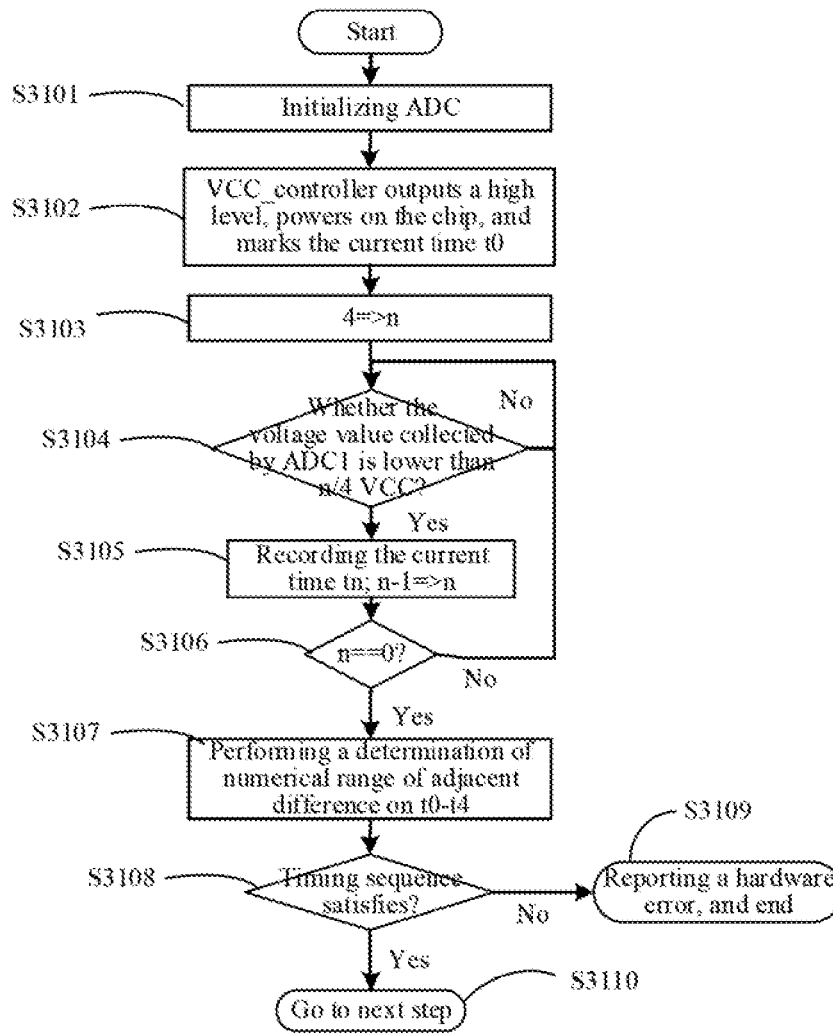 Start
S3101
Initializing ADC
S3102
VCC_controller outputs a high
level, powers on the chip, and
marks the current time t0
S3103
4=>n
S3104
Whether the
voltage value collected
by ADC1 is lower than
n/4 VCC?
No
Yes
S3105
Recording the current
time tn; n-1=>n
S3106
n==0?
No
Yes
S3107
Performing a determination of
numerical range of adjacent
difference on t0-t4
S3108
Timing sequence
satisfies?
No
S3109
Reporting a hardware
error, and end
Yes
Go to next step
S3110